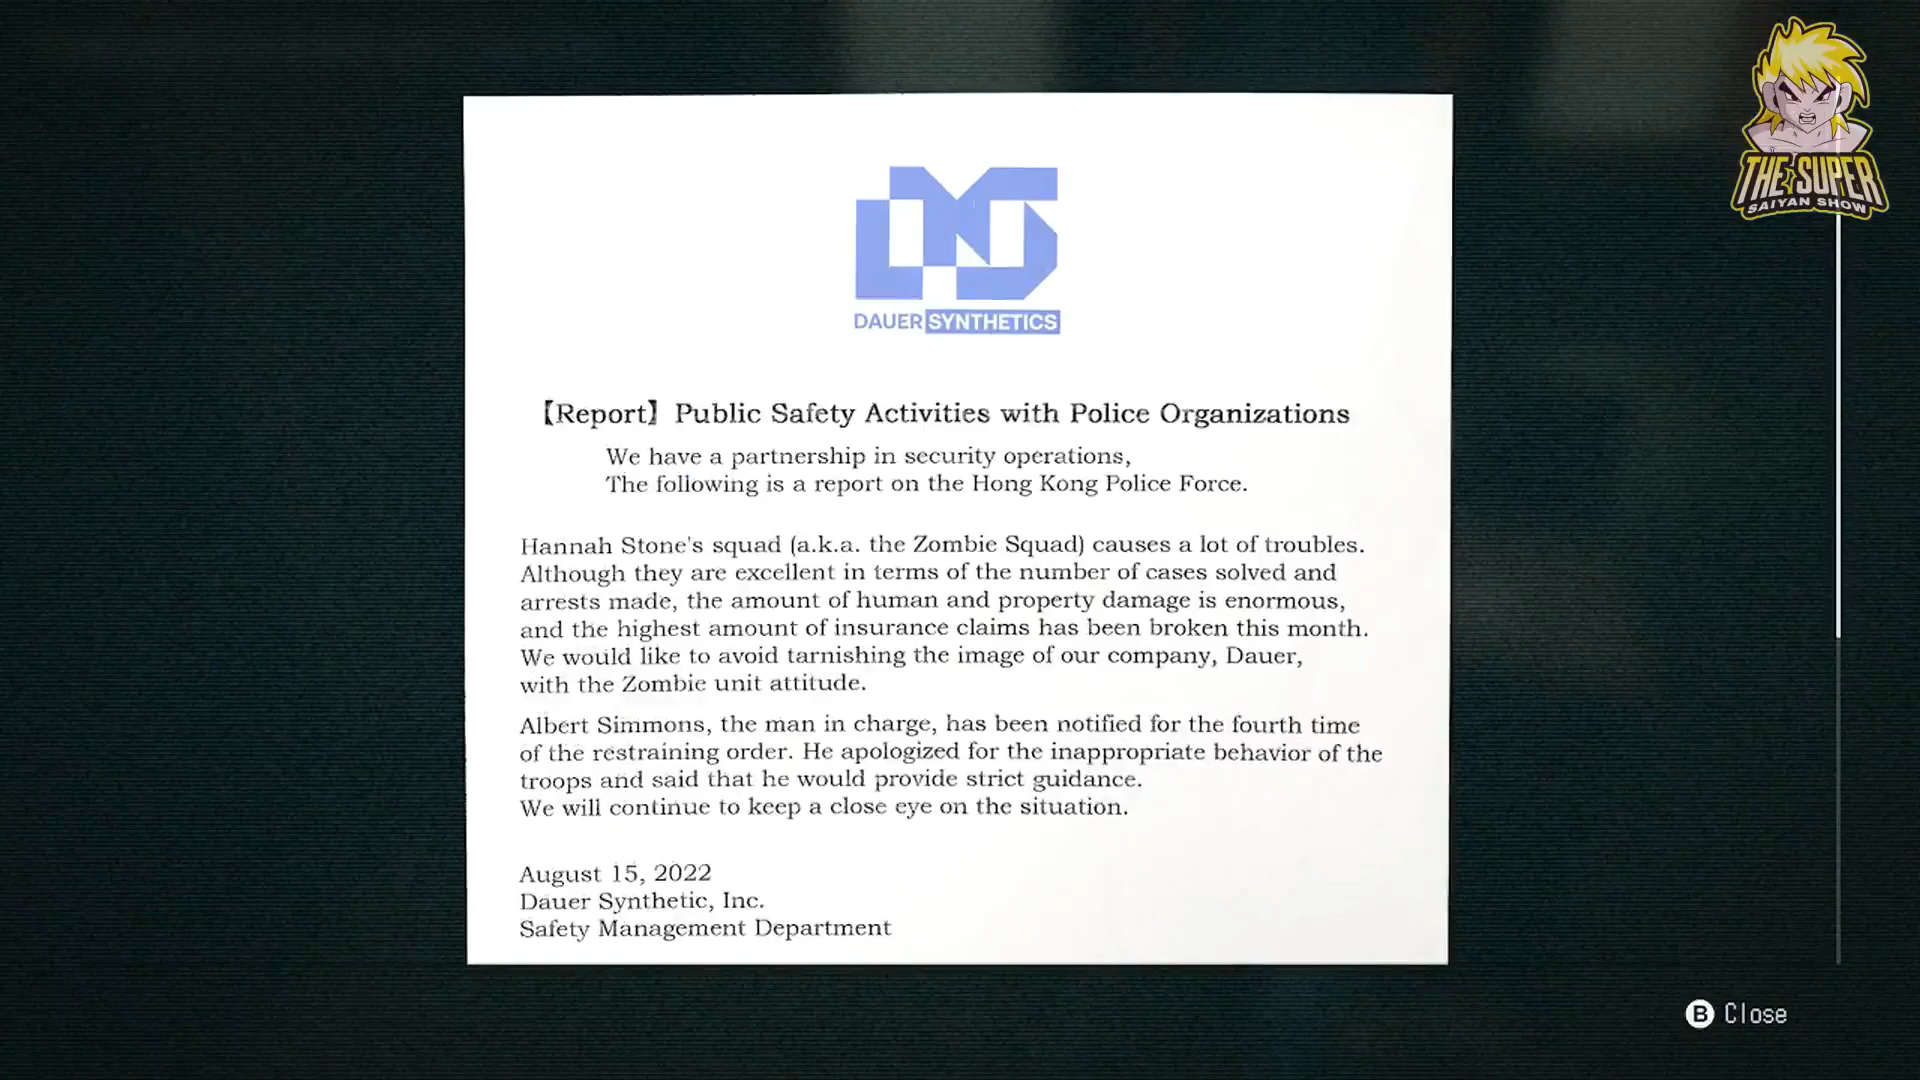 THE SUPER
SAIYAN SHOW
DAUER SYNTHETICS
【Report】 Public Safety Activities with Police Organizations
We have a partnership in security operations,
The following is a report on the Hong Kong Police Force.
Hannah Stone's squad (a.k.a. the Zombie Squad) causes a lot of troubles.
Although they are excellent in terms of the number of cases solved and
arrests made, the amount of human and property damage is enormous,
and the highest amount of insurance claims has been broken this month.
We would like to avoid tarnishing the image of our company, Dauer,
with the Zombie unit attitude.
Albert Simmons, the man in charge, has been notified for the fourth time
of the restraining order. He apologized for the inappropriate behavior of the
troops and said that he would provide strict guidance.
We will continue to keep a close eye on the situation.
August 15, 2022
Dauer Synthetic, Inc.
Safety Management Department
B Close